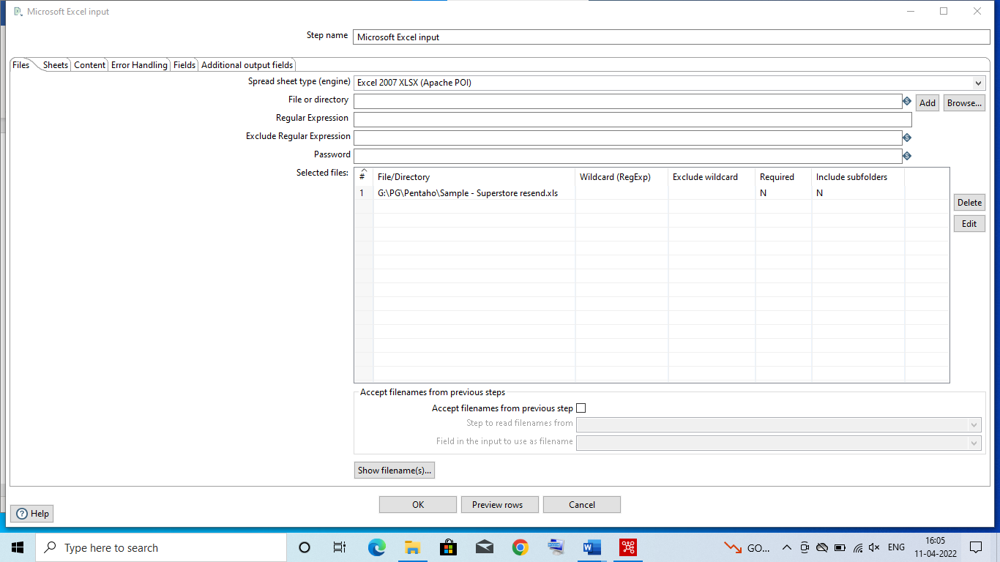 Microsoft Excel input
Step name Microsoft Excel input
Files Sheets Content Error Handling Fields Additional output fields
Spread sheet type (engine) Excel 2007 XLSX (Apache POI)
File or directory Add Browse...
Regular Expression
Exclude Regular Expression
Password
Selected files: # File/Directory Wildcard (RegExp) Exclude wildcard Required Include subfolders
1 G:\PG\Pentaho\Sample - Superstore resend.xls N N
Delete
Edit
Accept filenames from previous steps
Accept filenames from previous step
Step to read filenames from
Field in the input to use as filename
Show filename(s)...
OK Preview rows Cancel
Help
Type here to search GO... ENG 16:05
11-04-2022